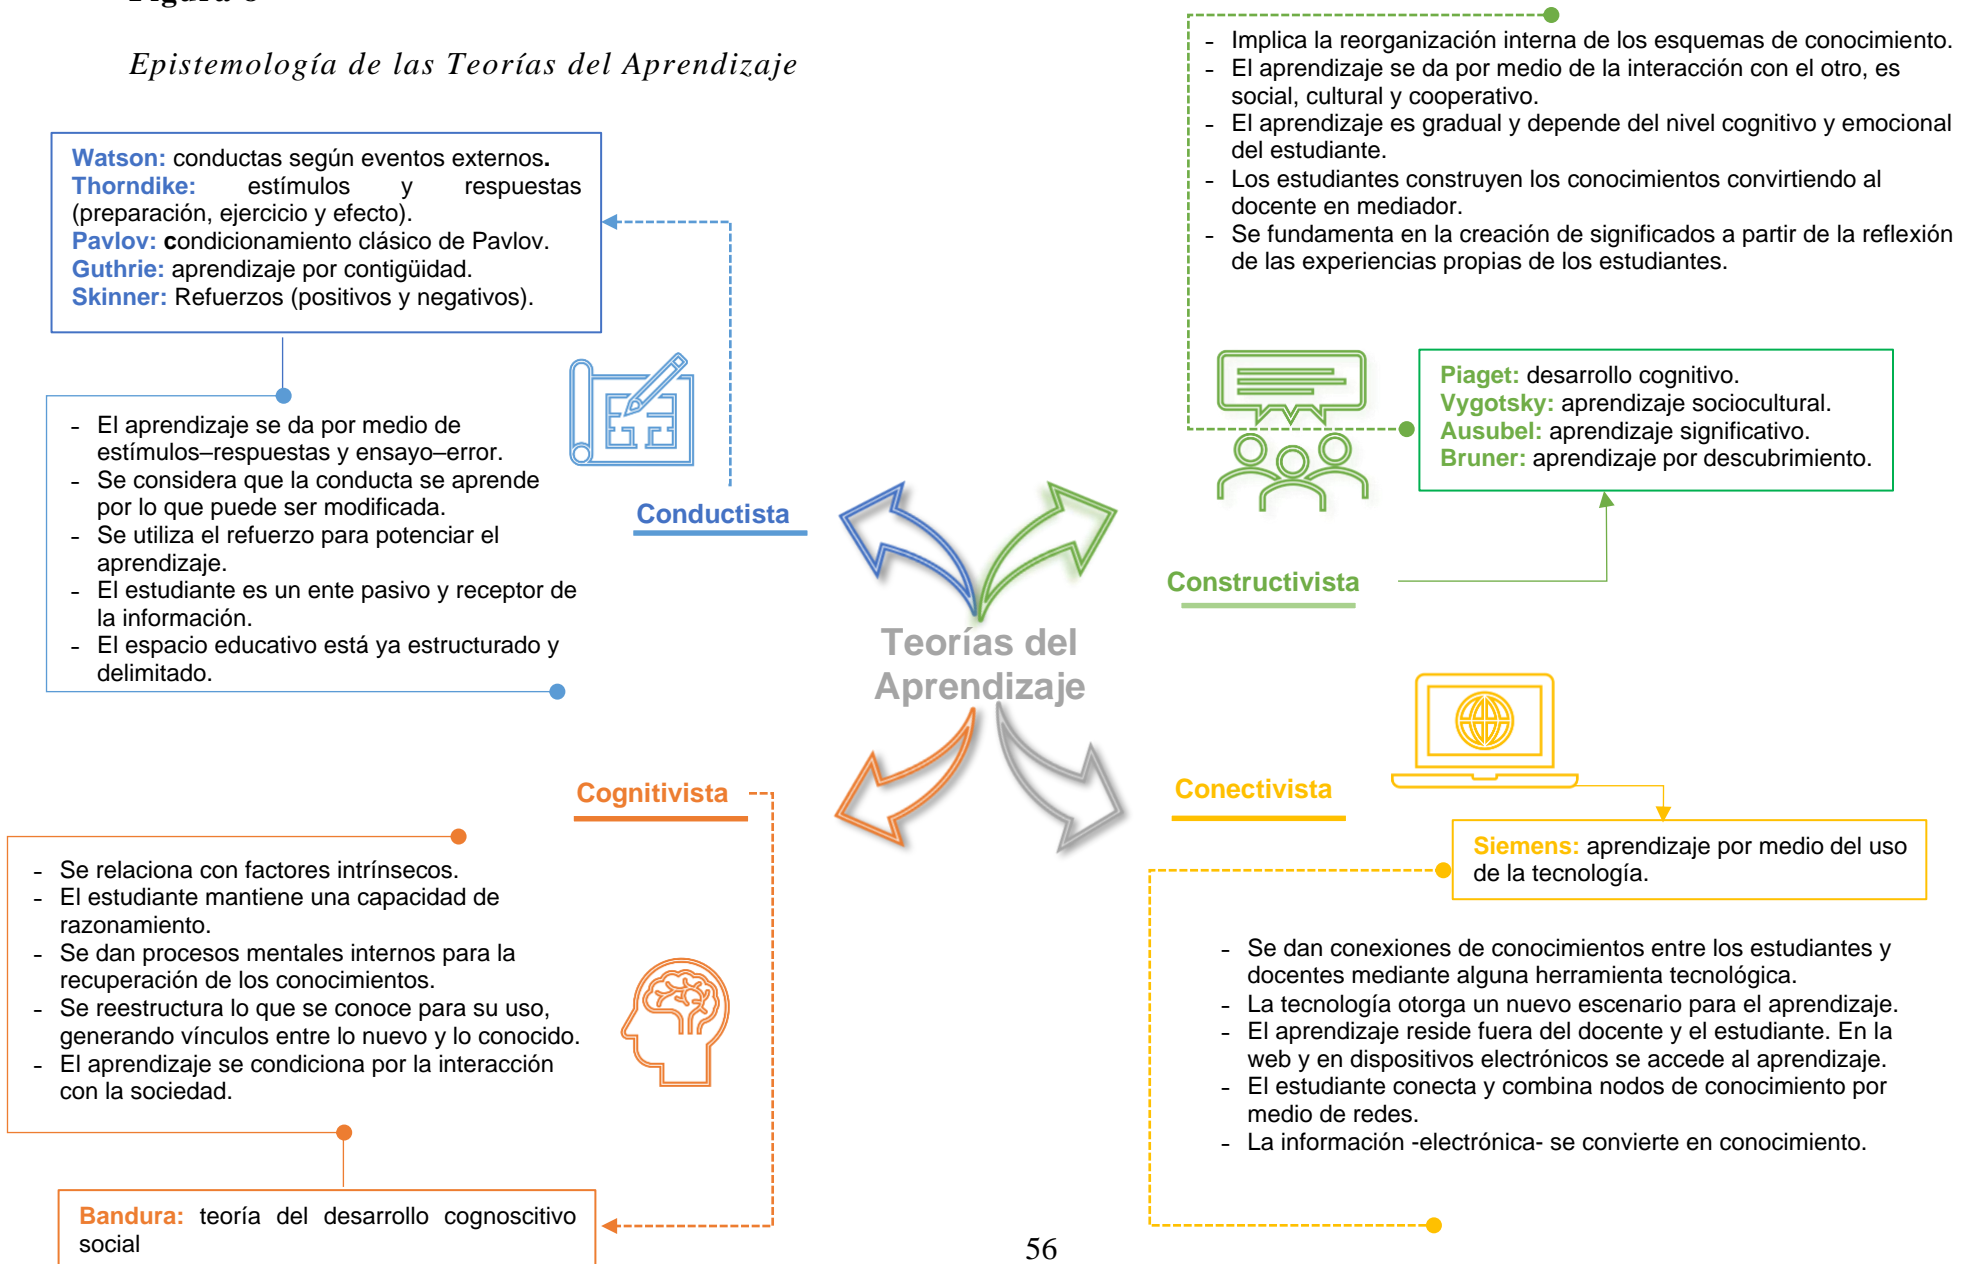 Epistemología de las Teorías del Aprendizaje
Watson: conductas según eventos externos.
Thorndike: estímulos y respuestas
(preparación, ejercicio y efecto).
Pavlov: condicionamiento clásico de Pavlov.
Guthrie: aprendizaje por contigüidad.
Skinner: Refuerzos (positivos y negativos).
- El aprendizaje se da por medio de
estímulos–respuestas y ensayo–error.
- Se considera que la conducta se aprende
por lo que puede ser modificada.
- Se utiliza el refuerzo para potenciar el
aprendizaje.
- El estudiante es un ente pasivo y receptor de
la información.
- El espacio educativo está ya estructurado y
delimitado.
Conductista
- Implica la reorganización interna de los esquemas de conocimiento.
- El aprendizaje se da por medio de la interacción con el otro, es
social, cultural y cooperativo.
- El aprendizaje es gradual y depende del nivel cognitivo y emocional
del estudiante.
- Los estudiantes construyen los conocimientos convirtiendo al
docente en mediador.
- Se fundamenta en la creación de significados a partir de la reflexión
de las experiencias propias de los estudiantes.
Piaget: desarrollo cognitivo.
Vygotsky: aprendizaje sociocultural.
Ausubel: aprendizaje significativo.
Bruner: aprendizaje por descubrimiento.
Constructivista
Teorías del
Aprendizaje
Cognitivista
- Se relaciona con factores intrínsecos.
- El estudiante mantiene una capacidad de
razonamiento.
- Se dan procesos mentales internos para la
recuperación de los conocimientos.
- Se reestructura lo que se conoce para su uso,
generando vínculos entre lo nuevo y lo conocido.
- El aprendizaje se condiciona por la interacción
con la sociedad.
Bandura: teoría del desarrollo cognoscitivo
social
Conectivista
Siemens: aprendizaje por medio del uso
de la tecnología.
- Se dan conexiones de conocimientos entre los estudiantes y
docentes mediante alguna herramienta tecnológica.
- La tecnología otorga un nuevo escenario para el aprendizaje.
- El aprendizaje reside fuera del docente y el estudiante. En la
web y en dispositivos electrónicos se accede al aprendizaje.
- El estudiante conecta y combina nodos de conocimiento por
medio de redes.
- La información -electrónica- se convierte en conocimiento.
56